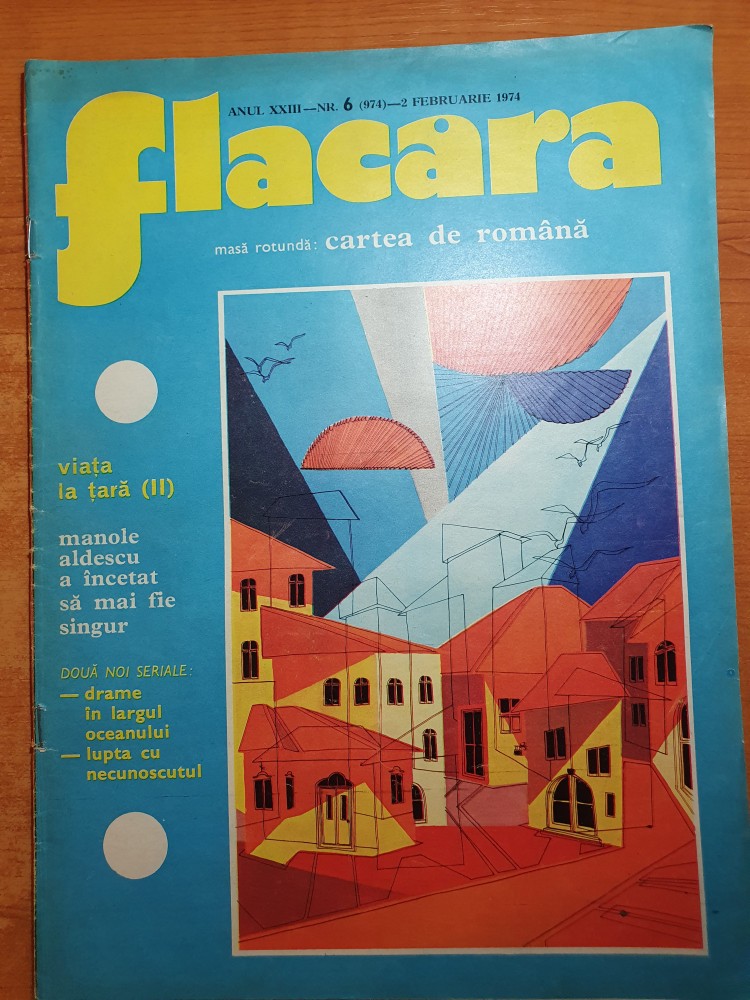 ANUL XXIII—NR. 6 (974)—2 FEBRUARIE 1974
flacara
masă rotundă: cartea de română
viața
la țară (II)
manole
aldescu
a încetat
să mai fie
singur
DOUĂ NOI SERIALE:
— drame
în largul
oceanului
— lupta cu
necunoscutul